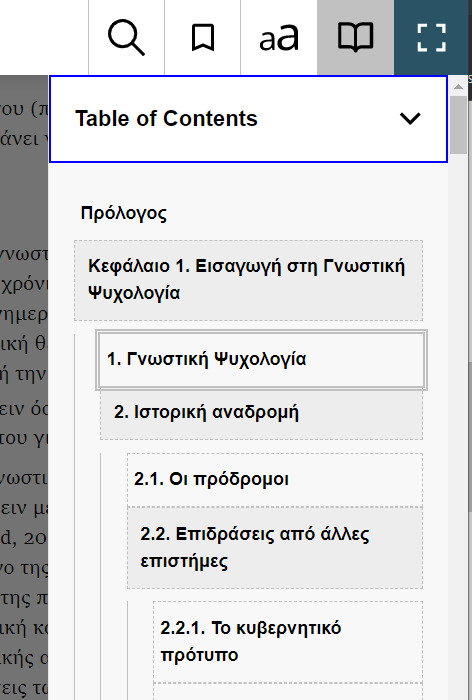 aa
Table of Contents
Πρόλογος
Κεφάλαιο 1. Εισαγωγή στη Γνωστική
Ψυχολογία
1. Γνωστική Ψυχολογία
2. Ιστορική αναδρομή
2.1. Οι πρόδρομοι
2.2. Επιδράσεις από άλλες
επιστήμες
2.2.1. Το κυβερνητικό
πρότυπο